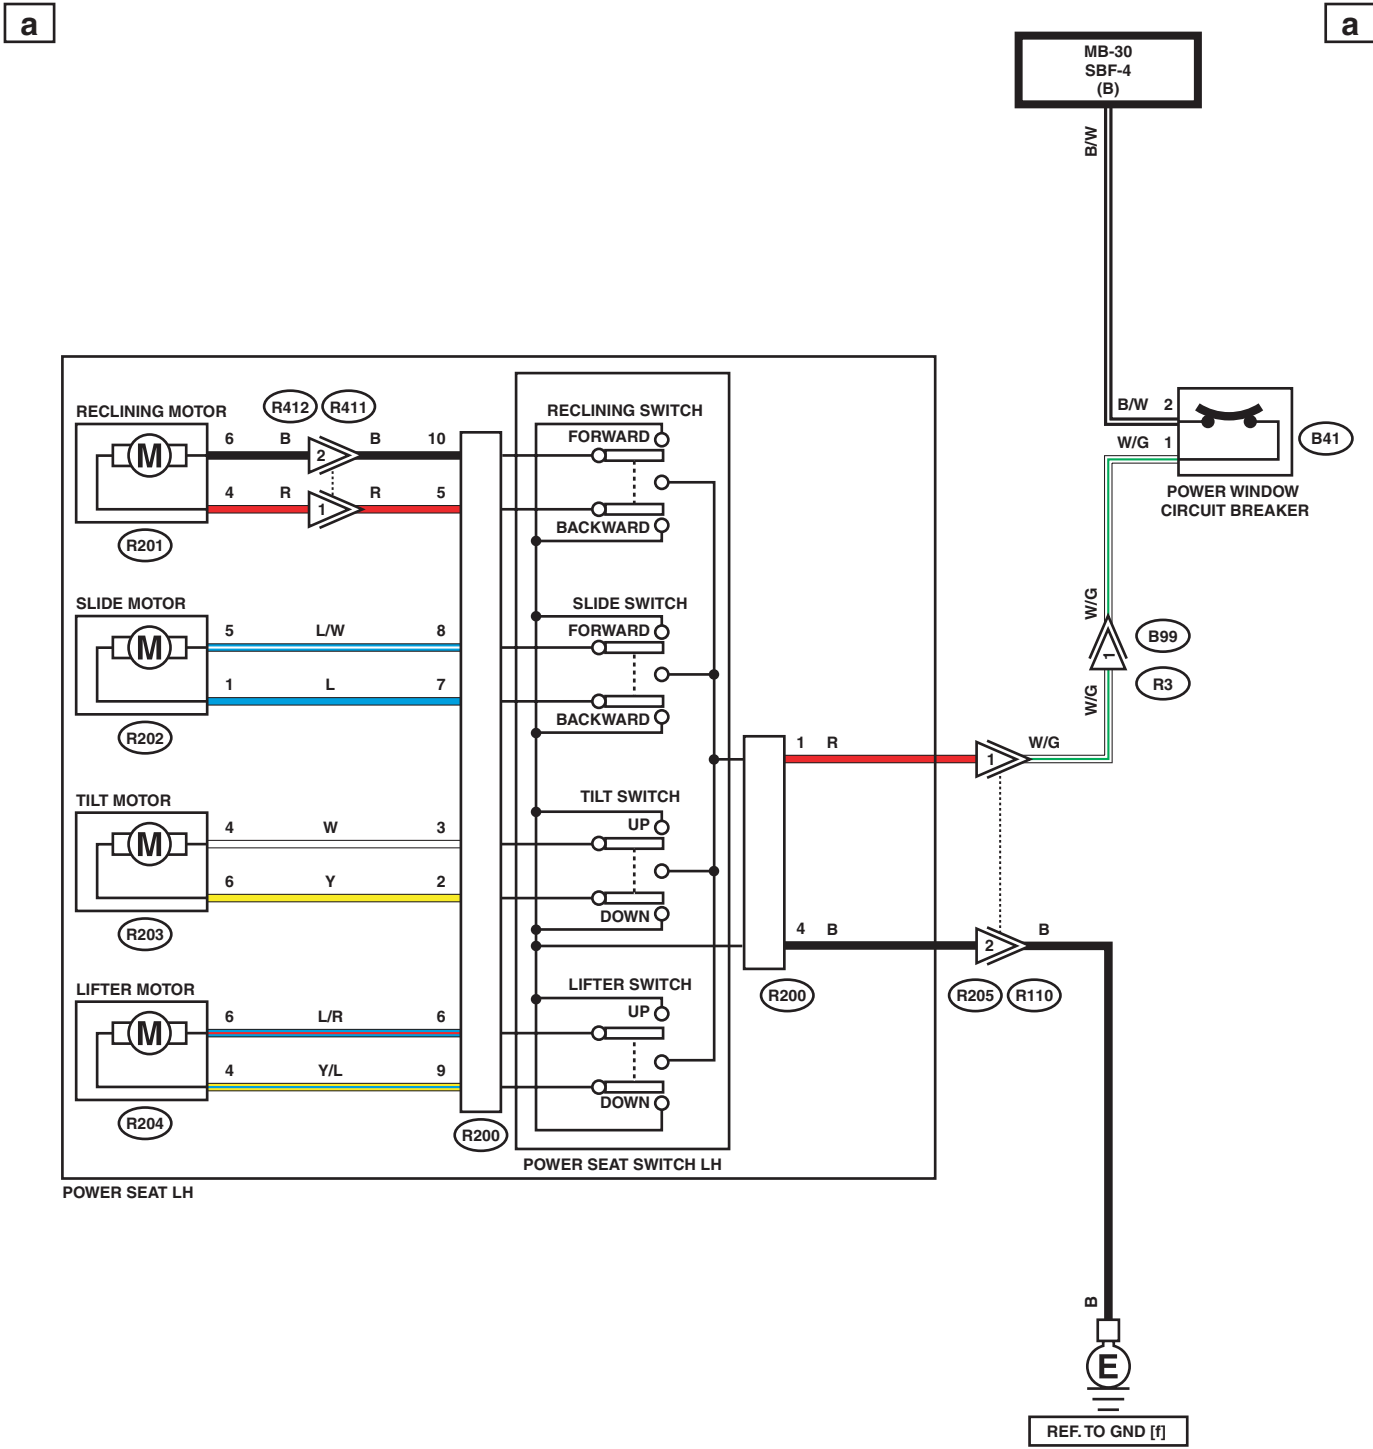 a
a
MB-30
SBF-4
(B)
B/W
B/W 2
W/G 1
B41
POWER WINDOW
CIRCUIT BREAKER
W/G
B99
1
R3
W/G
RECLINING MOTOR
R412 R411
M
6 B 2 B 10
4 R 1 R 5
R201
RECLINING SWITCH
FORWARD
BACKWARD
SLIDE MOTOR
M
5 L/W 8
1 L 7
R202
SLIDE SWITCH
FORWARD
BACKWARD
TILT MOTOR
M
4 W 3
6 Y 2
R203
TILT SWITCH
UP
DOWN
LIFTER MOTOR
M
6 L/R 6
4 Y/L 9
R204
R200
LIFTER SWITCH
UP
DOWN
POWER SEAT SWITCH LH
POWER SEAT LH
1 R 1 W/G
4 B 2 B
R200
R205 R110
B
E
REF. TO GND [f]